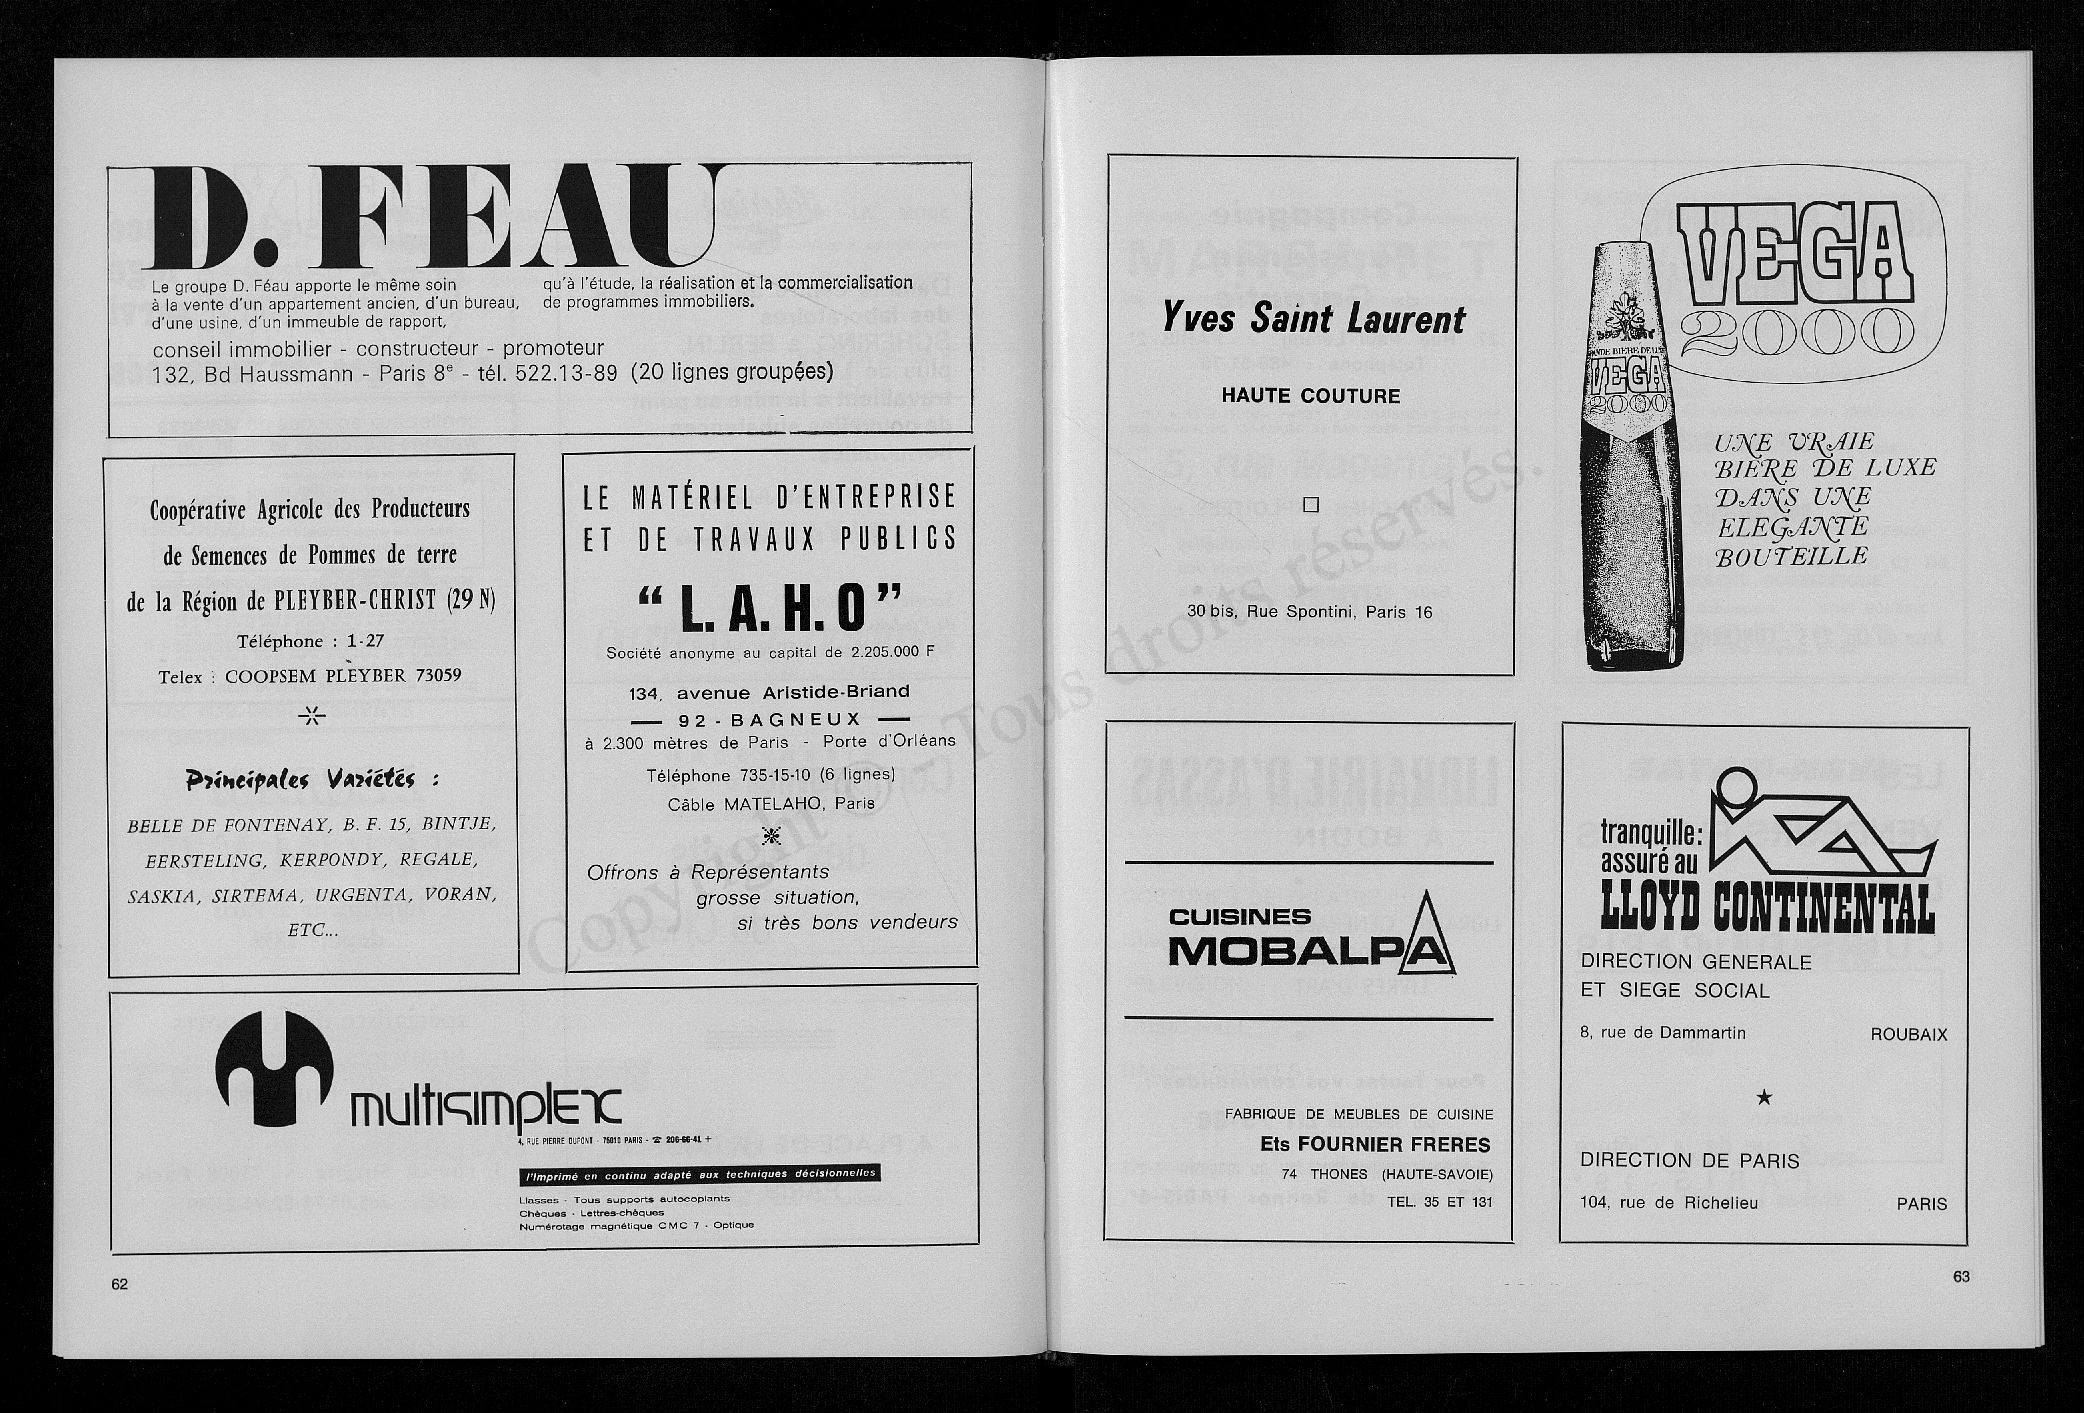 D. FEAU
Le groupe D. Féau apporte le même soin
à la vente d'un appartement ancien, d'un bureau,
d'une usine, d'un immeuble de rapport,
qu'à l'étude, la réalisation et la commercialisation
de programmes immobiliers.
conseil immobilier - constructeur - promoteur
132, Bd Haussmann - Paris 8e - tél. 522.13-89 (20 lignes groupées)
Coopérative Agricole des Producteurs
de Semences de Pommes de terre
de la Région de PLEYBER-CHRIST (29 N)
Téléphone : 1-27
Telex : COOPSEM PLEYBER 73059
Principales Variétés :
BELLE DE FONTENAY, B. F. 15, BINTJE,
EERSTELING, KERPONDY, REGALE,
SASKIA, SIRTEMA, URGENTA, VORAN,
ETC...
LE MATÉRIEL D'ENTREPRISE
ET DE TRAVAUX PUBLICS
“ L. A. H. O ”
Société anonyme au capital de 2.205.000 F
134, avenue Aristide-Briand
— 92 - BAGNEUX —
à 2.300 mètres de Paris - Porte d'Orléans
Téléphone 735-15-10 (6 lignes)
Câble MATELAHO, Paris
Offrons à Représentants
grosse situation,
si très bons vendeurs
multisimplex
4, RUE PIERRE DUPONT - 75010 PARIS - ☎ 206-66-41 +
l'Imprimé en continu adapté aux techniques décisionnelles
Liasses - Tous supports autocopiants
Chèques - Lettres-chèques
Numérotage magnétique CMC 7 - Optique
62
Yves Saint Laurent
HAUTE COUTURE
30 bis, Rue Spontini, Paris 16
VEGA
2000
BIERE DE LUXE
VEGA
2000
UNE VRAIE
BIERE DE LUXE
DANS UNE
ELEGANTE
BOUTEILLE
CUISINES
MOBALPA
FABRIQUE DE MEUBLES DE CUISINE
Ets FOURNIER FRERES
74 THONES (HAUTE-SAVOIE)
TEL. 35 ET 131
tranquille:
assuré au
LLOYD CONTINENTAL
DIRECTION GENERALE
ET SIEGE SOCIAL
8, rue de Dammartin ROUBAIX
★
DIRECTION DE PARIS
104, rue de Richelieu PARIS
63
Copyright © - Tous droits réservés.